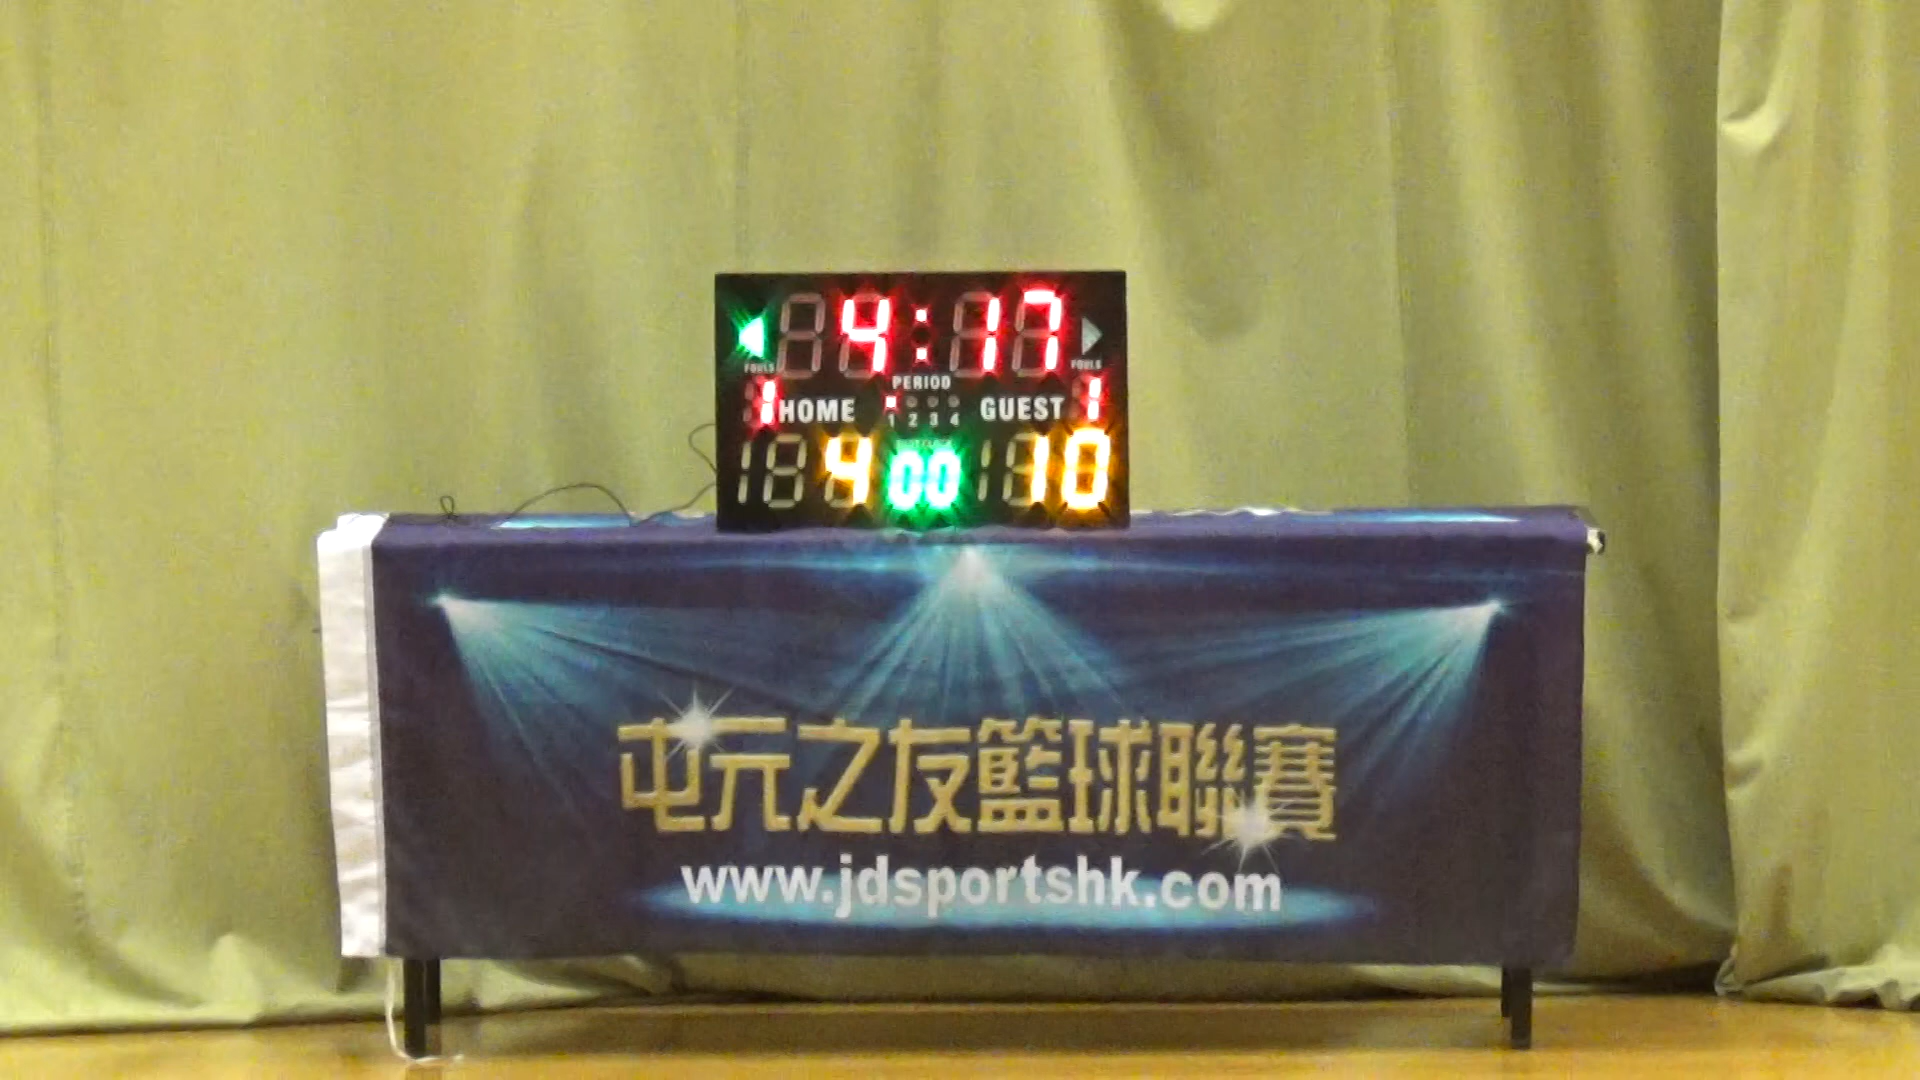 4:17
FOULS FOULS
PERIOD
1 HOME GUEST 1
1 2 3 4
4 00 10
屯元之友籃球聯賽
www.jdsportshk.com